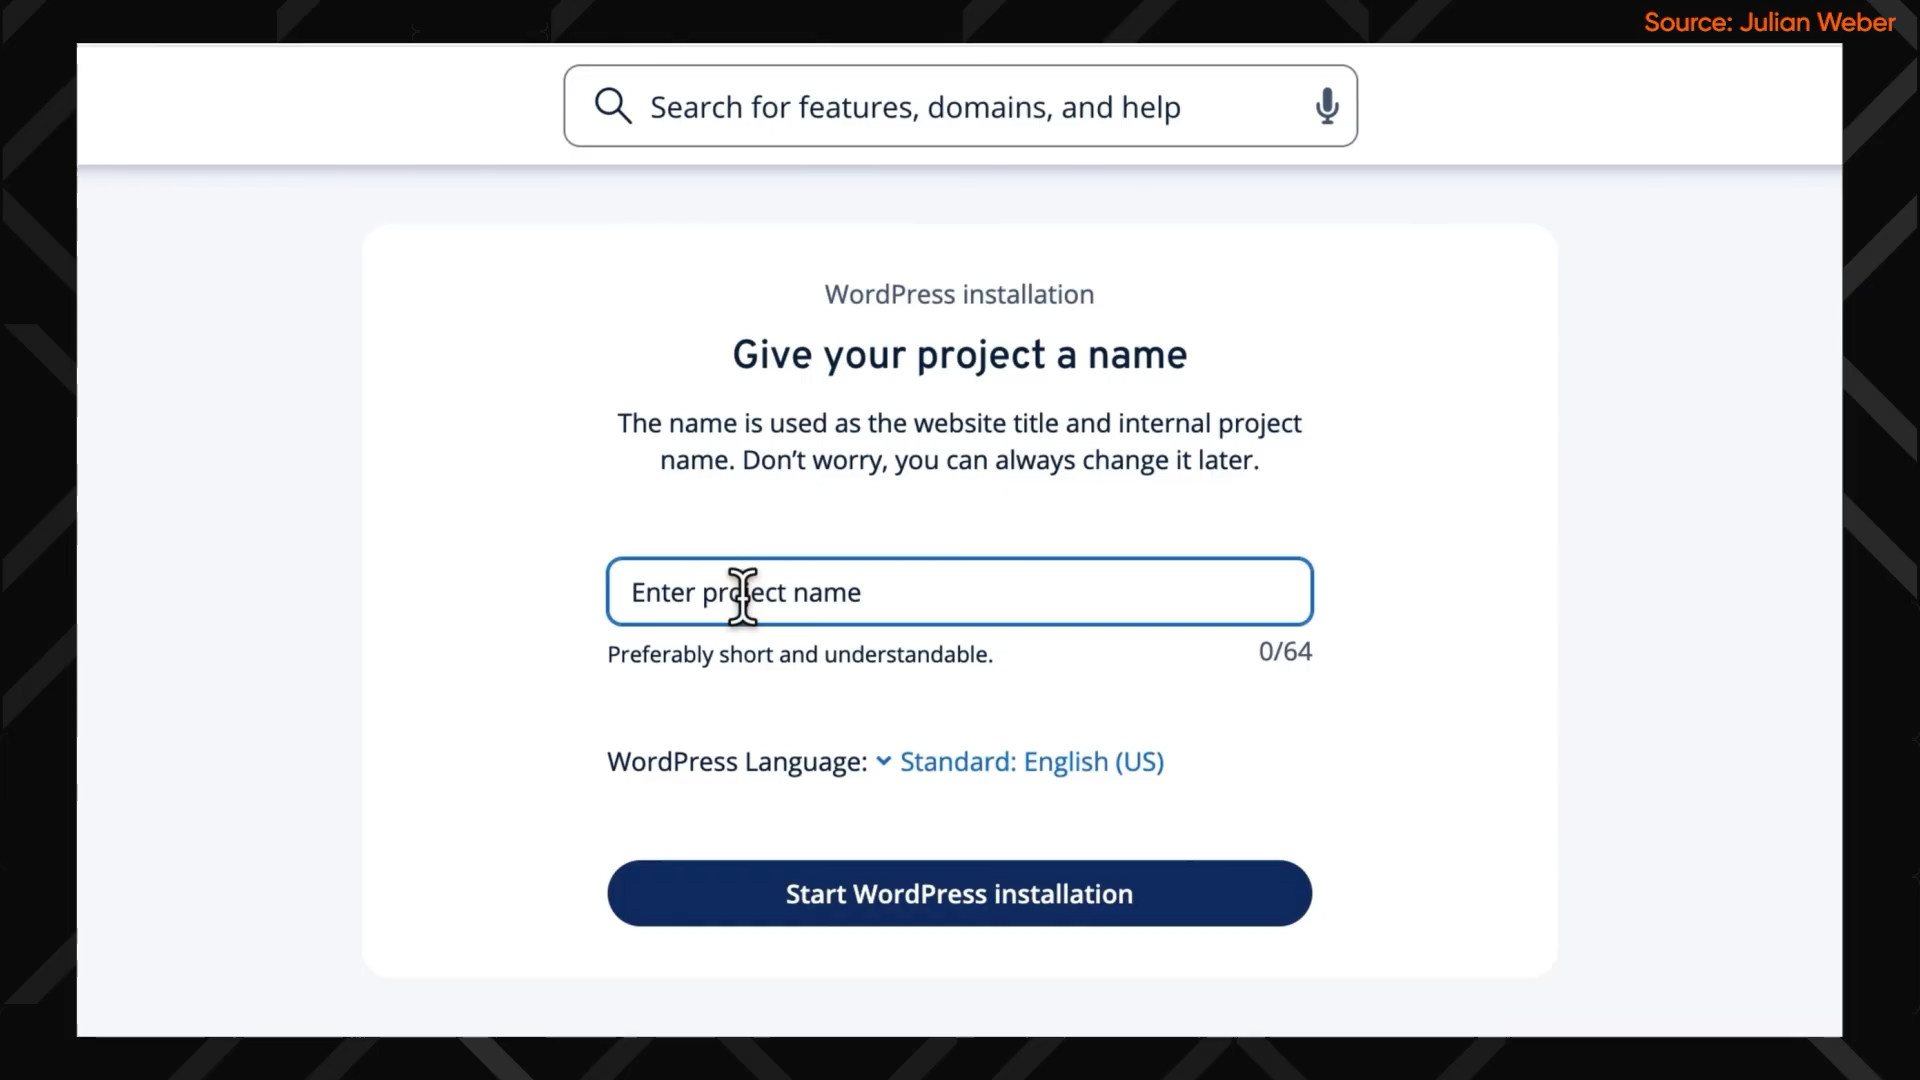 Source: Julian Weber
Search for features, domains, and help
WordPress installation
Give your project a name
The name is used as the website title and internal project
name. Don't worry, you can always change it later.
Enter project name
Preferably short and understandable.
0/64
WordPress Language: Standard: English (US)
Start WordPress installation